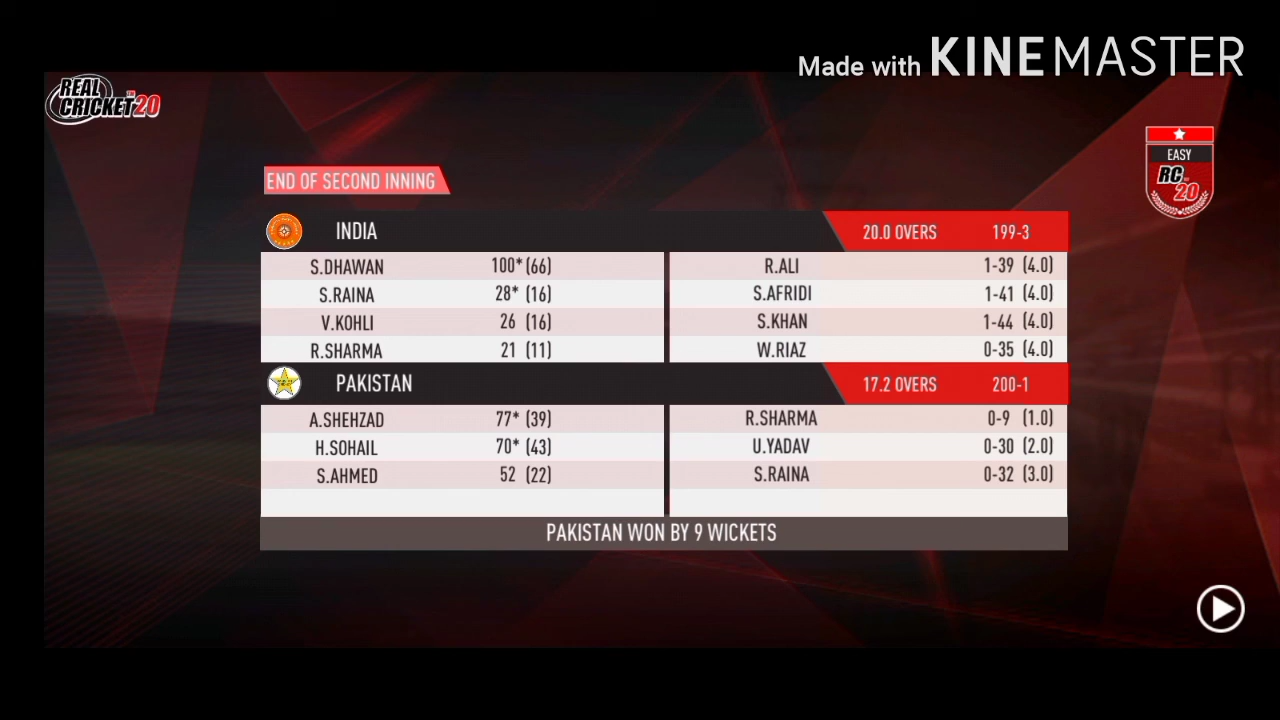 Made with KINEMASTER
REAL CRICKET 20
EASY
RC 20
END OF SECOND INNING
INDIA 20.0 OVERS 199-3
S.DHAWAN 100* (66) R.ALI 1-39 (4.0)
S.RAINA 28* (16) S.AFRIDI 1-41 (4.0)
V.KOHLI 26 (16) S.KHAN 1-44 (4.0)
R.SHARMA 21 (11) W.RIAZ 0-35 (4.0)
PAKISTAN 17.2 OVERS 200-1
A.SHEHZAD 77* (39) R.SHARMA 0-9 (1.0)
H.SOHAIL 70* (43) U.YADAV 0-30 (2.0)
S.AHMED 52 (22) S.RAINA 0-32 (3.0)
PAKISTAN WON BY 9 WICKETS